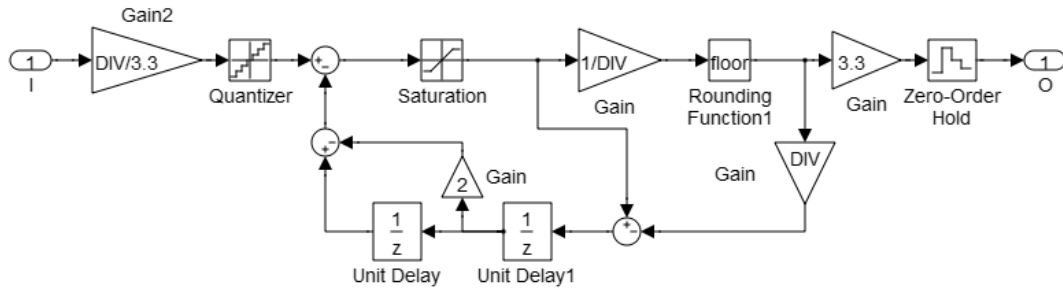 Gain2
1
DIV/3.3
I
Quantizer
+
-
Saturation
1/DIV
Gain
floor
Rounding
Function1
3.3
Gain
Zero-Order
Hold
1
O
+
-
2
Gain
Gain
DIV
1
z
Unit Delay
1
z
Unit Delay1
+
-